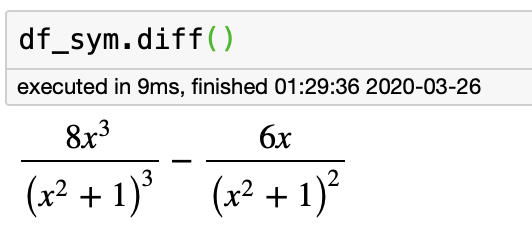 df_sym.diff()
executed in 9ms, finished 01:29:36 2020-03-26
8x³/(x² + 1)³ − 6x/(x² + 1)²